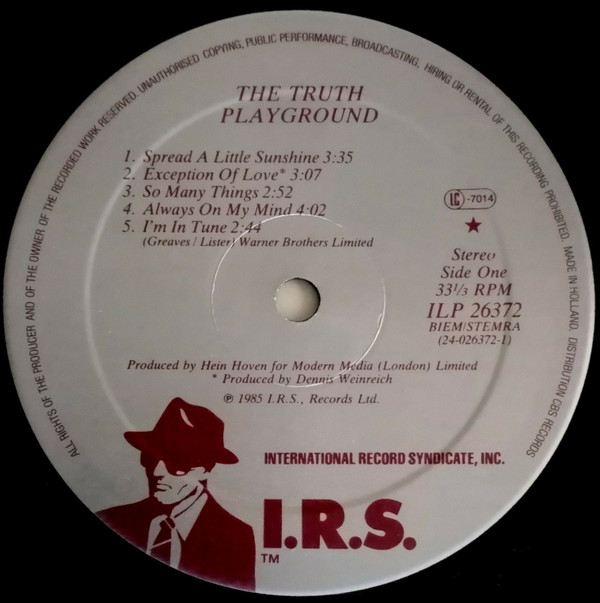 ALL RIGHTS OF THE PRODUCER AND OF THE OWNER OF THE RECORDED WORK RESERVED. UNAUTHORISED COPYING, PUBLIC PERFORMANCE, BROADCASTING, HIRING OR RENTAL OF THIS RECORDING PROHIBITED. MADE IN HOLLAND. DISTRIBUTION CBS RECORDS
THE TRUTH
PLAYGROUND
1. Spread A Little Sunshine 3:35
2. Exception Of Love* 3:07
3. So Many Things 2:52
4. Always On My Mind 4:02
5. I'm In Tune 2:44
(Greaves / Lister) Warner Brothers Limited
LC -7014
★
Stereo
Side One
33⅓ RPM
ILP 26372
BIEM/STEMRA
(24-026372-1)
Produced by Hein Hoven for Modern Media (London) Limited
* Produced by Dennis Weinreich
℗ 1985 I.R.S., Records Ltd.
INTERNATIONAL RECORD SYNDICATE, INC.
I.R.S.
TM